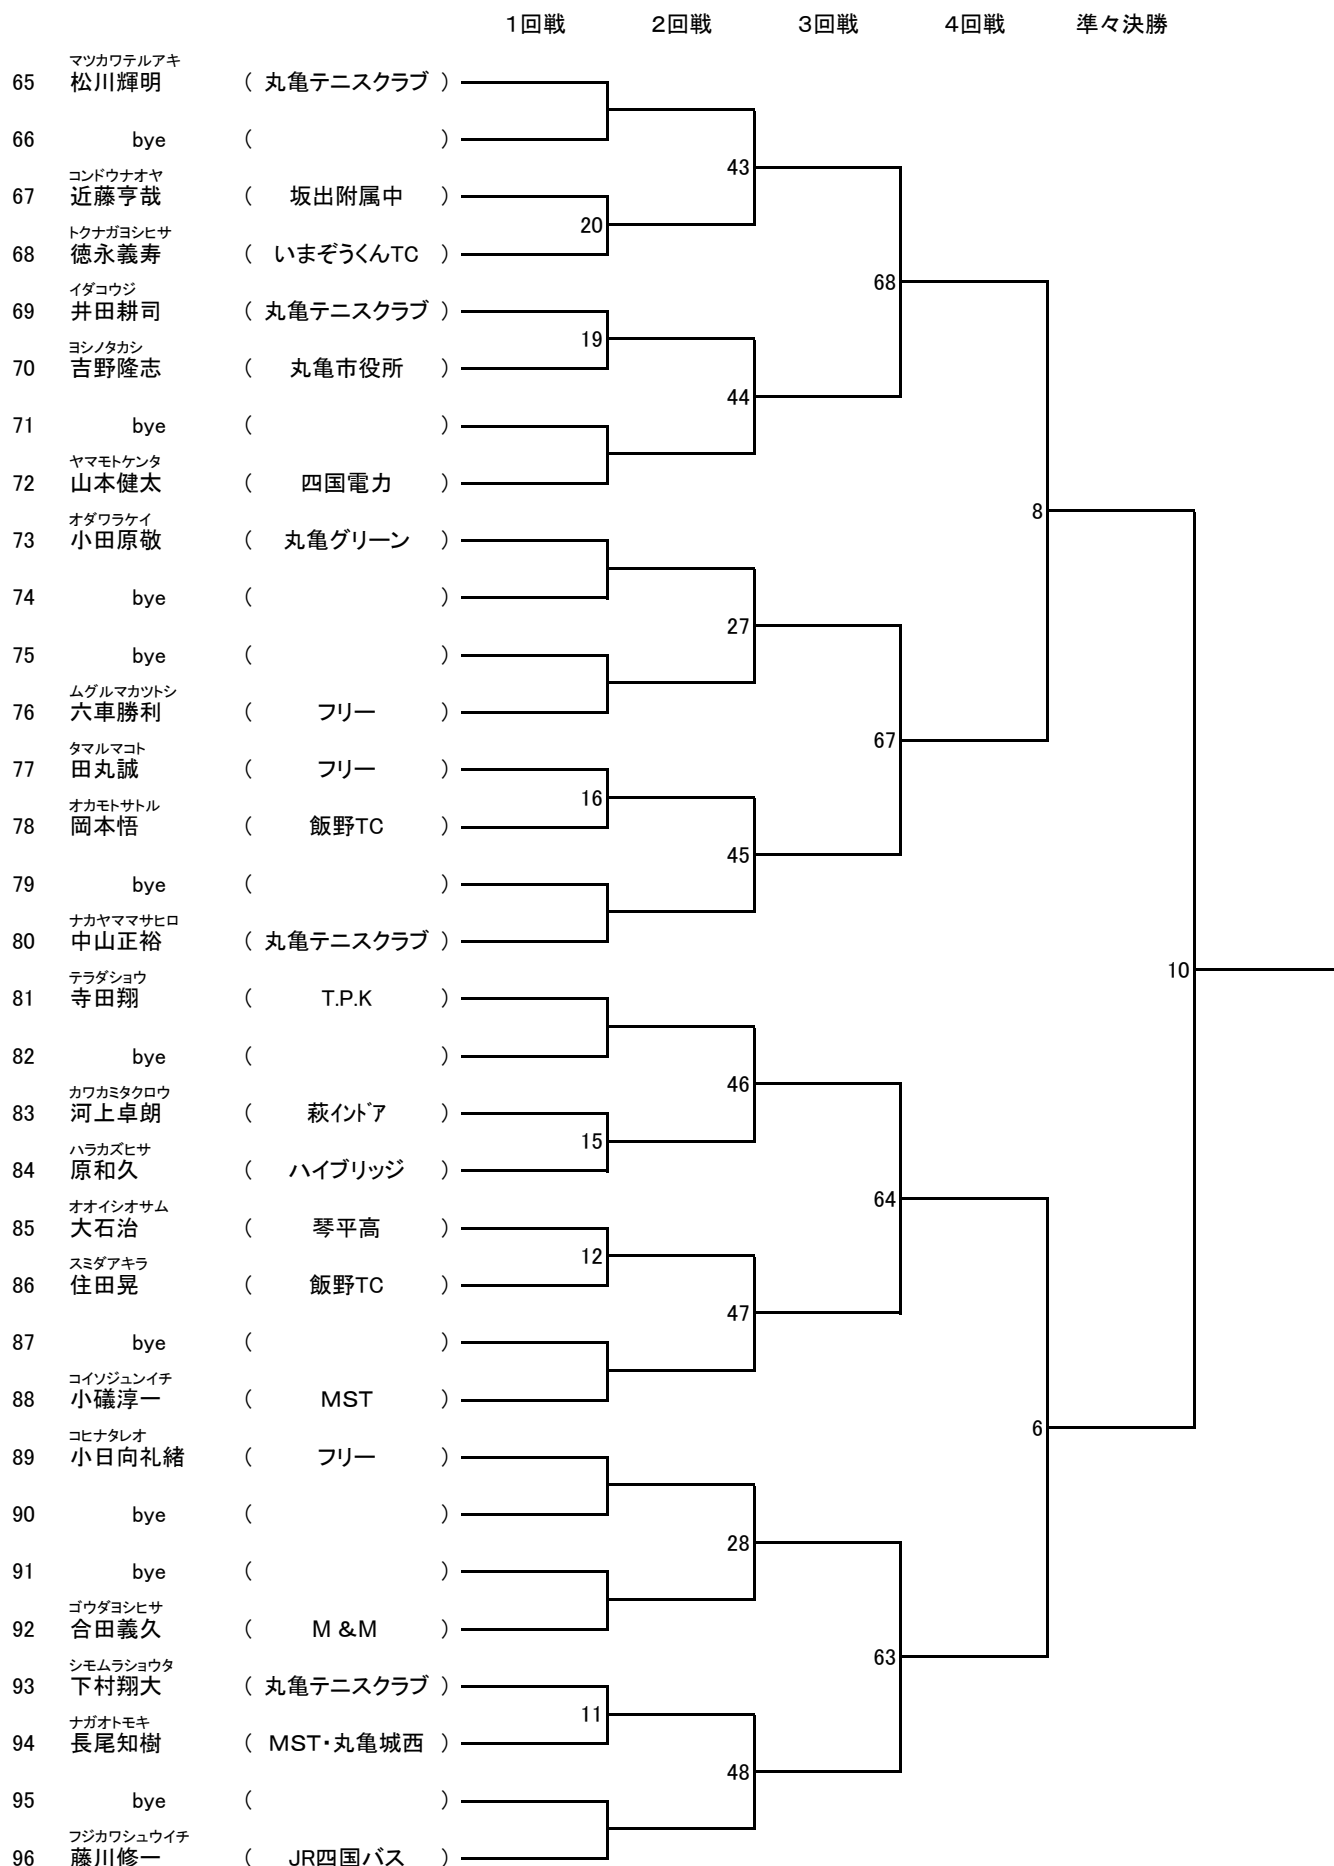 1回戦 2回戦 3回戦 4回戦 準々決勝
マツカワテルアキ
65 松川輝明 ( 丸亀テニスクラブ )
66 bye ( )
43
コンドウナオヤ
67 近藤亨哉 ( 坂出附属中 )
20
トクナガヨシヒサ
68 徳永義寿 ( いまぞうくんTC )
68
イダコウジ
69 井田耕司 ( 丸亀テニスクラブ )
19
ヨシノタカシ
70 吉野隆志 ( 丸亀市役所 )
44
71 bye ( )
ヤマモトケンタ
72 山本健太 ( 四国電力 )
8
オダワラケイ
73 小田原敬 ( 丸亀グリーン )
74 bye ( )
27
75 bye ( )
ムグルマカツトシ
76 六車勝利 ( フリー )
67
タマルマコト
77 田丸誠 ( フリー )
16
オカモトサトル
78 岡本悟 ( 飯野TC )
45
79 bye ( )
ナカヤママサヒロ
80 中山正裕 ( 丸亀テニスクラブ )
10
テラダショウ
81 寺田翔 ( T.P.K )
82 bye ( )
46
カワカミタクロウ
83 河上卓朗 ( 萩インドア )
15
ハラカズヒサ
84 原和久 ( ハイブリッジ )
64
オオイシオサム
85 大石治 ( 琴平高 )
12
スミダアキラ
86 住田晃 ( 飯野TC )
47
87 bye ( )
コイソジュンイチ
88 小礒淳一 ( MST )
6
コヒナタレオ
89 小日向礼緒 ( フリー )
90 bye ( )
28
91 bye ( )
ゴウダヨシヒサ
92 合田義久 ( M &M )
63
シモムラショウタ
93 下村翔大 ( 丸亀テニスクラブ )
11
ナガオトモキ
94 長尾知樹 ( MST・丸亀城西 )
48
95 bye ( )
フジカワシュウイチ
96 藤川修一 ( JR四国バス )